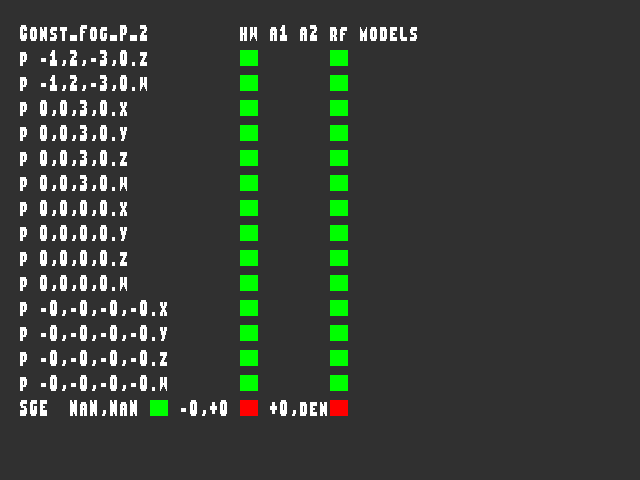 CONST_FOG_P_2 HW A1 A2 RF MODELS
P -1,2,-3,0.Z
P -1,2,-3,0.W
P 0,0,3,0.X
P 0,0,3,0.Y
P 0,0,3,0.Z
P 0,0,3,0.W
P 0,0,0,0.X
P 0,0,0,0.Y
P 0,0,0,0.Z
P 0,0,0,0.W
P -0,-0,-0,-0.X
P -0,-0,-0,-0.Y
P -0,-0,-0,-0.Z
P -0,-0,-0,-0.W
SGE NAN,NAN -0,+0 +0,DEN